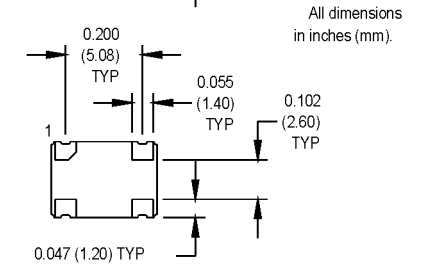 All dimensions
in inches (mm).
0.200
(5.08)
TYP
0.055
(1.40)
TYP
0.102
(2.60)
TYP
1
0.047 (1.20) TYP